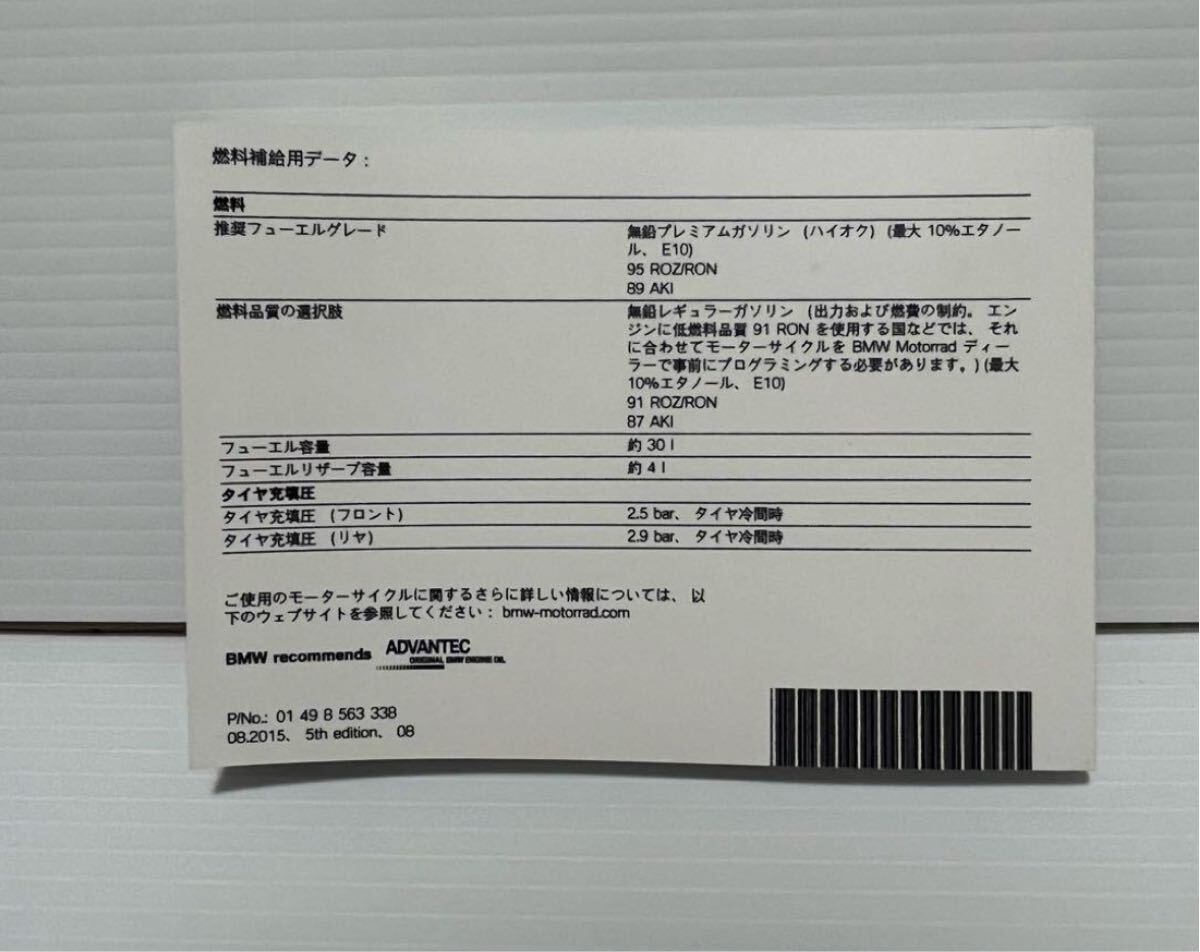 燃料補給用データ：
燃料
推奨フューエルグレード
無鉛プレミアムガソリン (ハイオク) (最大 10%エタノー
ル、 E10)
95 ROZ/RON
89 AKI
燃料品質の選択肢
無鉛レギュラーガソリン (出力および燃費の制約。 エン
ジンに低燃料品質 91 RON を使用する国などでは、 それ
に合わせてモーターサイクルを BMW Motorrad ディー
ラーで事前にプログラミングする必要があります。) (最大
10%エタノール、 E10)
91 ROZ/RON
87 AKI
フューエル容量
約 30 l
フューエルリザーブ容量
約 4 l
タイヤ充填圧
タイヤ充填圧 (フロント)
2.5 bar、 タイヤ冷間時
タイヤ充填圧 (リヤ)
2.9 bar、 タイヤ冷間時
ご使用のモーターサイクルに関するさらに詳しい情報については、 以
下のウェブサイトを参照してください： bmw-motorrad.com
BMW recommends
ADVANTEC
ORIGINAL BMW ENGINE OIL
P/No.: 01 49 8 563 338
08.2015、 5th edition、 08